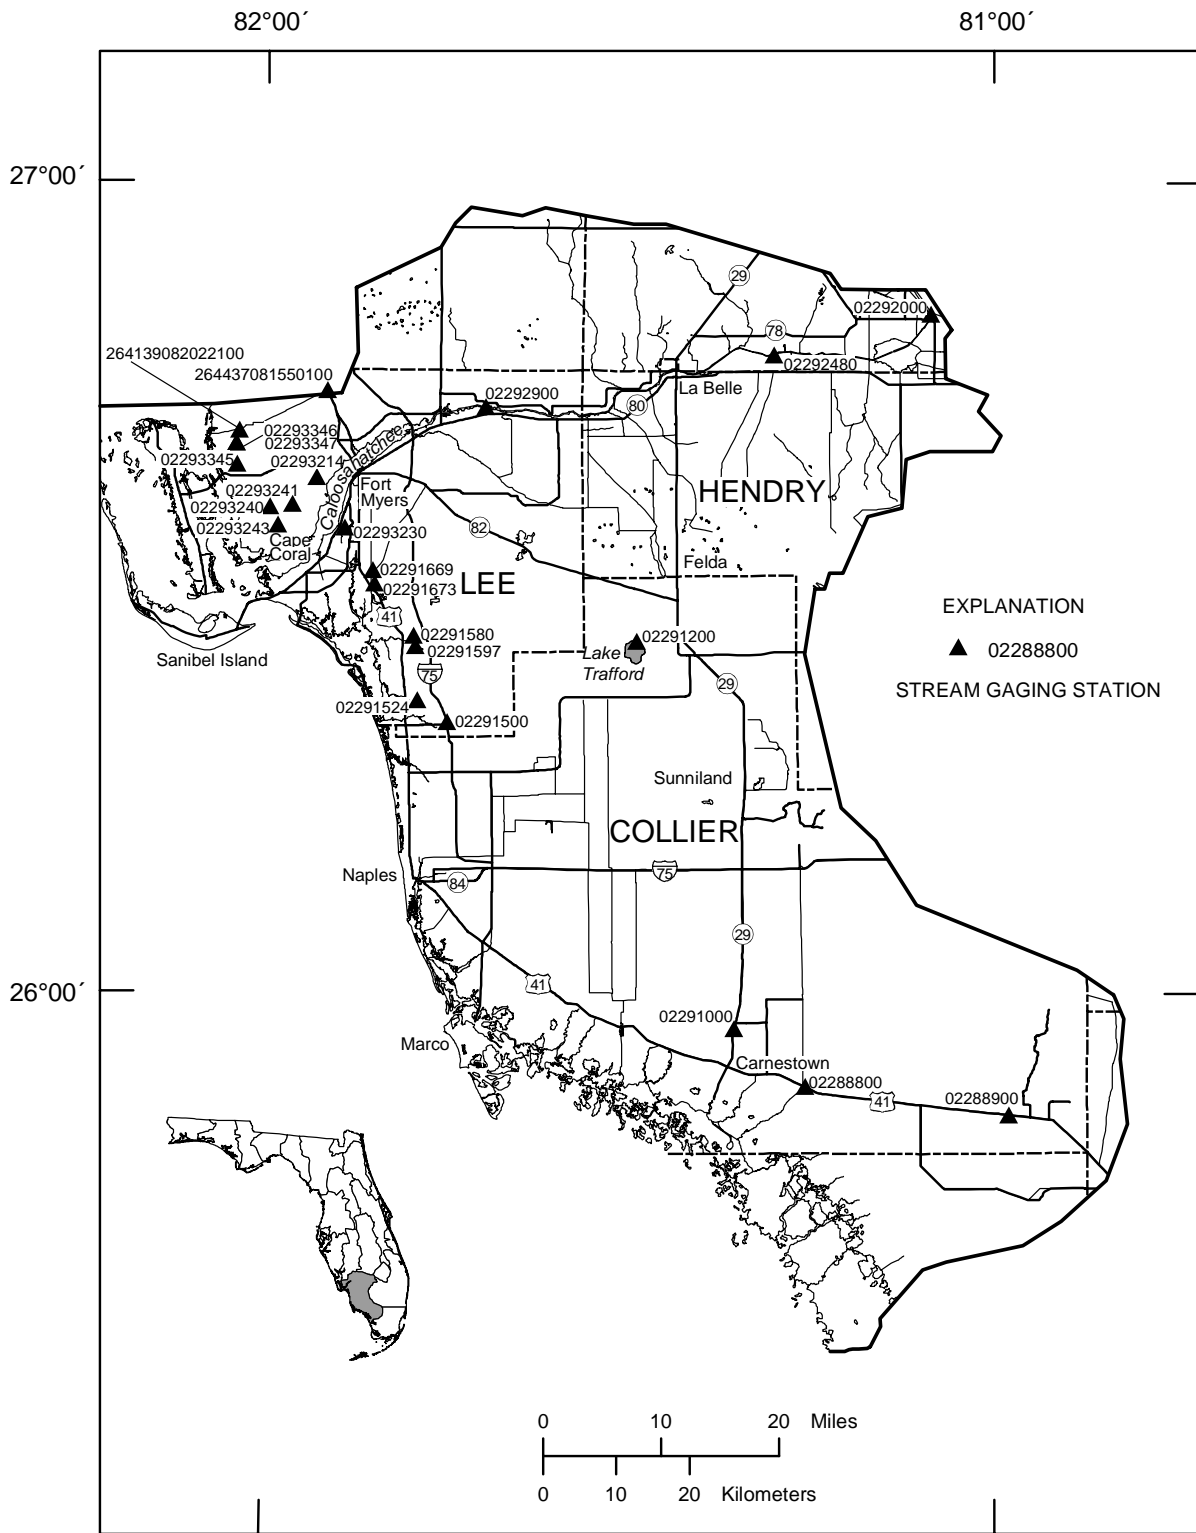 82°00´
81°00´
27°00´
29
02292000
78
264139082022100
02292480
264437081550100
La Belle
02292900
80
02293346
02293347
Caloosahatchee
02293345
02293214
Fort
Myers
HENDRY
02293241
02293240
02293243
82
02293230
Cape
Coral
Felda
02291669
LEE
02291673
EXPLANATION
41
02291580
02291200
02288800
02291597
Lake
Trafford
Sanibel Island
75
29
STREAM GAGING STATION
02291524
02291500
Sunniland
COLLIER
Naples
75
84
29
26°00´
41
02291000
Marco
Carnestown
02288800
41
02288900
0
10
20
Miles
0
10
20
Kilometers